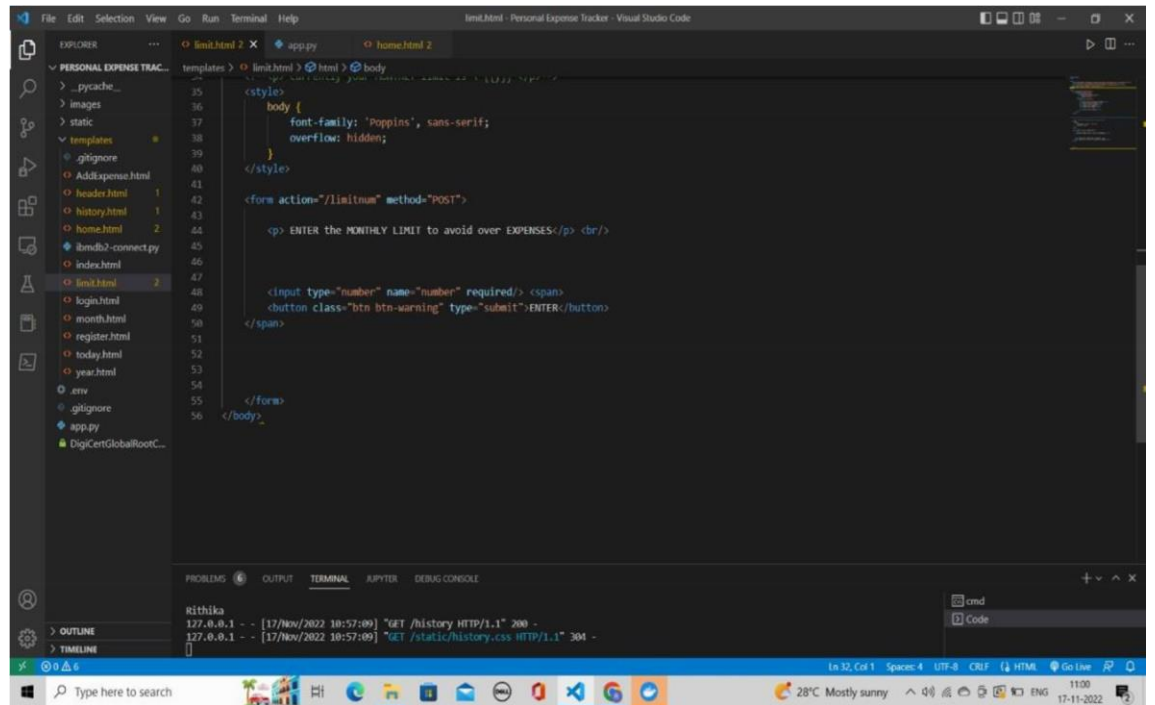 File Edit Selection View Go Run Terminal Help
limit.html - Personal Expense Tracker - Visual Studio Code
EXPLORER ...
PERSONAL EXPENSE TRAC...
> _pycache_
> images
> static
templates
.gitignore
AddExpense.html
header.html 1
history.html 1
home.html 2
ibmdb2-connect.py
index.html
limit.html 2
login.html
month.html
register.html
today.html
year.html
.env
.gitignore
app.py
DigiCertGlobalRootC...
> OUTLINE
> TIMELINE
limit.html 2 X app.py home.html 2
templates > limit.html > html > body
35 <style>
36 body {
37 font-family: 'Poppins', sans-serif;
38 overflow: hidden;
39 }
40 </style>
41
42 <form action="/limitnum" method="POST">
43
44 <p> ENTER the MONTHLY LIMIT to avoid over EXPENSES</p> <br/>
45
46
47
48 <input type="number" name="number" required/> <span>
49 <button class="btn btn-warning" type="submit">ENTER</button>
50 </span>
51
52
53
54
55 </form>
56 </body>
PROBLEMS 6 OUTPUT TERMINAL JUPYTER DEBUG CONSOLE
Rithika
127.0.0.1 - - [17/Nov/2022 10:57:09] "GET /history HTTP/1.1" 200 -
127.0.0.1 - - [17/Nov/2022 10:57:09] "GET /static/history.css HTTP/1.1" 304 -
cmd
Code
0 6
Ln 32, Col 1 Spaces: 4 UTF-8 CRLF HTML Go Live
Type here to search
DELL
28°C Mostly sunny
ENG
11:00
17-11-2022
2